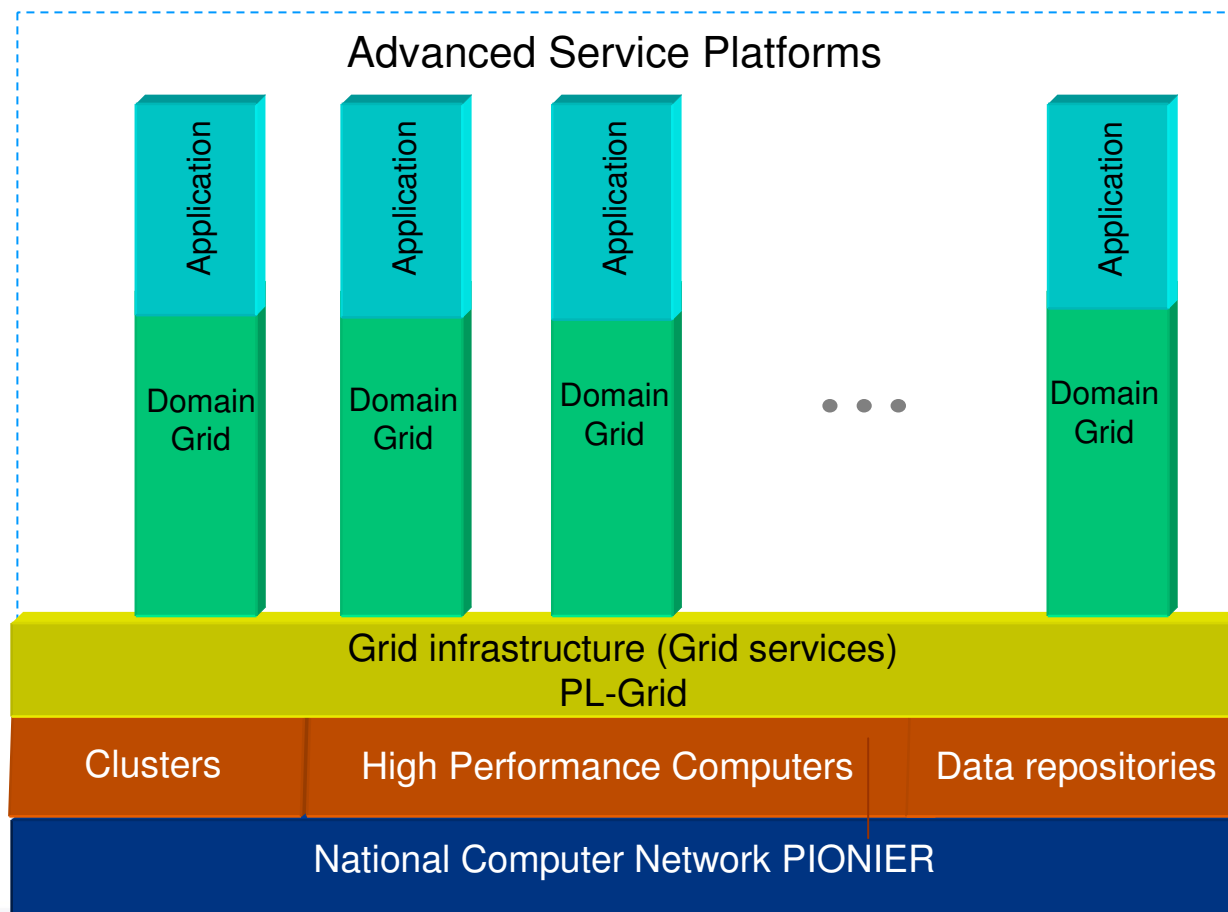 Advanced Service Platforms
Application
Application
Application
Application
Domain
Grid
Domain
Grid
Domain
Grid
• • •
Domain
Grid
Grid infrastructure (Grid services)
PL-Grid
Clusters
High Performance Computers
Data repositories
National Computer Network PIONIER